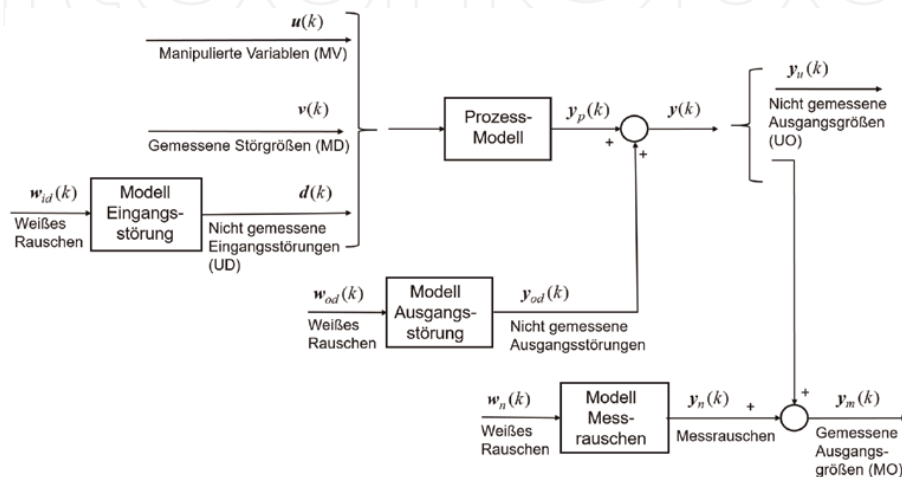 u(k)
Manipulierte Variablen (MV)
v(k)
Gemessene Störgrößen (MD)
w_id(k)
Weißes
Rauschen
Modell
Eingangs-
störung
d(k)
Nicht gemessene
Eingangsstörungen
(UD)
Prozess-
Modell
y_p(k)
+
+
y(k)
y_u(k)
Nicht gemessene
Ausgangsgrößen
(UO)
w_od(k)
Weißes
Rauschen
Modell
Ausgangs-
störung
y_od(k)
Nicht gemessene
Ausgangsstörungen
w_n(k)
Weißes
Rauschen
Modell
Mess-
rauschen
y_n(k)
+
Messrauschen
+
y_m(k)
Gemessene
Ausgangs-
größen (MO)